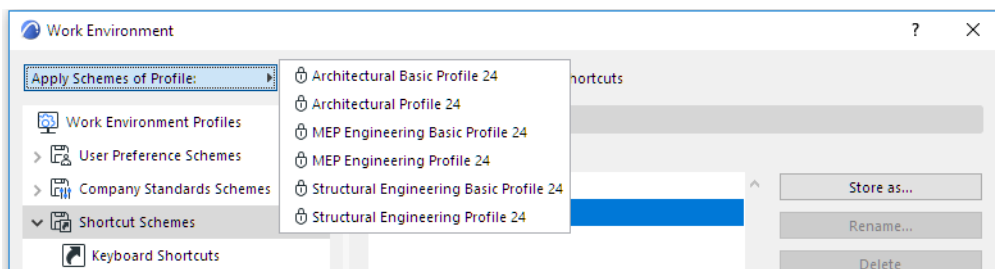 Work Environment
?
Apply Schemes of Profile:
Architectural Basic Profile 24
Architectural Profile 24
MEP Engineering Basic Profile 24
MEP Engineering Profile 24
Structural Engineering Basic Profile 24
Structural Engineering Profile 24
hortcuts
Work Environment Profiles
User Preference Schemes
Company Standards Schemes
Shortcut Schemes
Keyboard Shortcuts
Store as...
Rename...
Delete